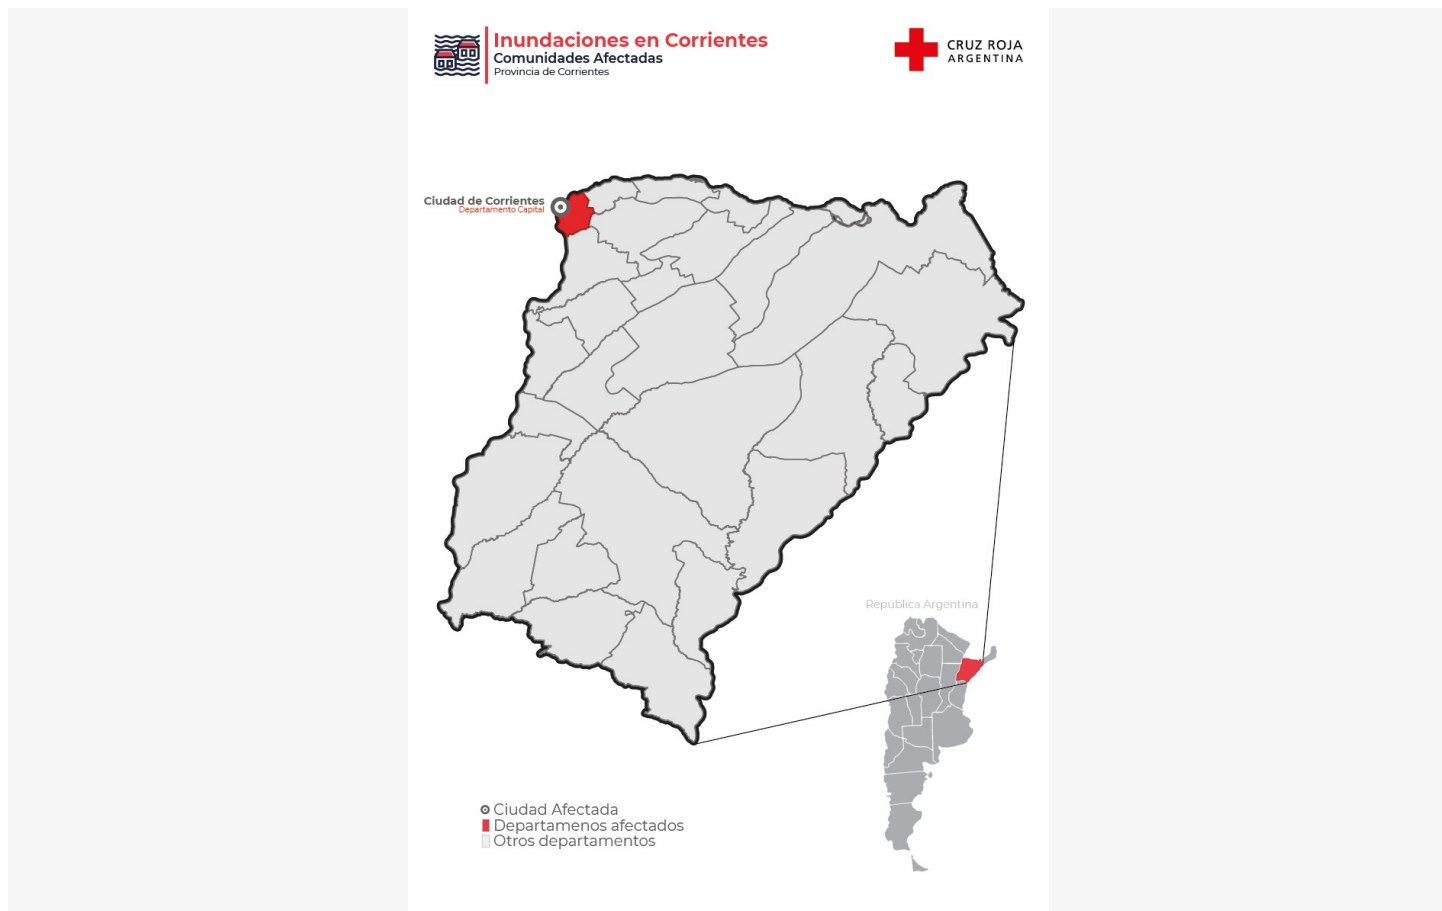 Inundaciones en Corrientes
Comunidades Afectadas
Provincia de Corrientes
CRUZ ROJA
ARGENTINA
Ciudad de Corrientes
Departamento Capital
República Argentina
Ciudad Afectada
Departamenos afectados
Otros departamentos